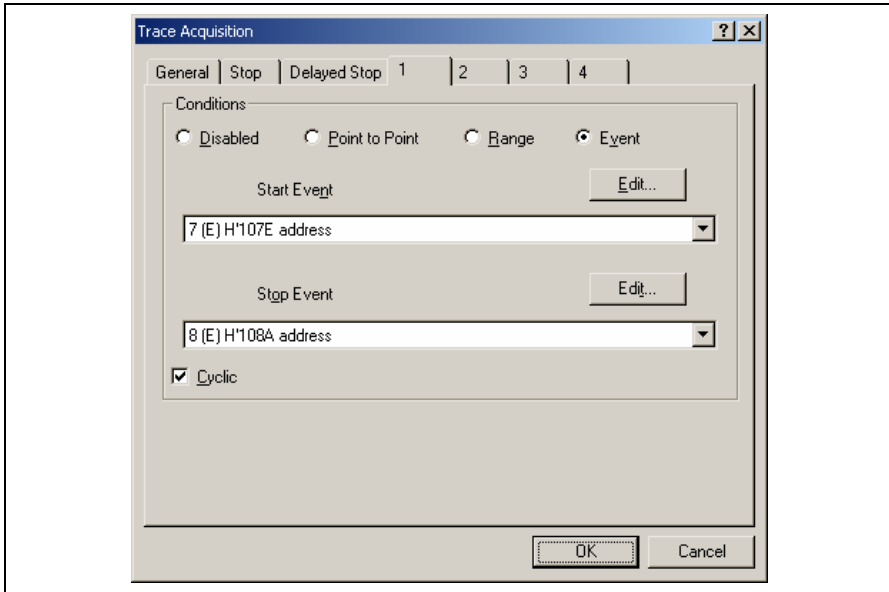 Trace Acquisition
General Stop Delayed Stop 1 2 3 4
Conditions
Disabled Point to Point Range Event
Start Event Edit...
7 (E) H'107E address
Stop Event Edit...
8 (E) H'108A address
Cyclic
OK Cancel